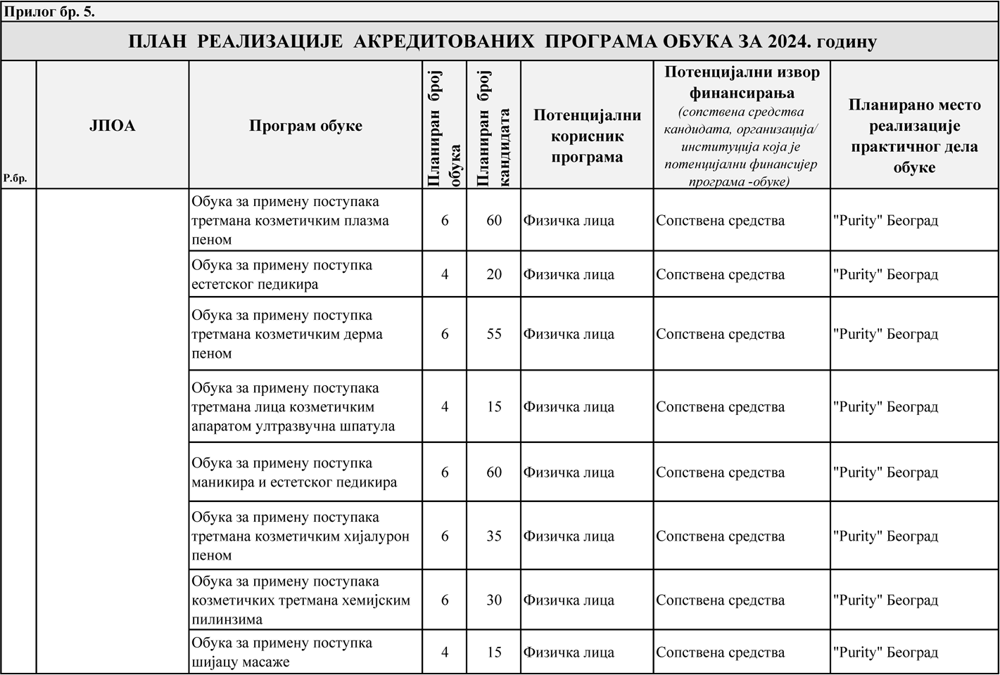 Прилог бр. 5.
ПЛАН РЕАЛИЗАЦИЈЕ АКРЕДИТОВАНИХ ПРОГРАМА ОБУКА ЗА 2024. годину
Р.бр.
ЈПОА
Програм обуке
Планиран број
обука
Планиран број
кандидата
Потенцијални
корисник
програма
Потенцијални извор
финансирања
(сопствена средства
кандидата, организација/
институција која је
потенцијални финансијер
програма -обуке)
Планирано место
реализације
практичног дела
обуке
Обука за примену поступака
третмана козметичким плазма
пеном
6
60
Физичка лица
Сопствена средства
"Purity" Београд
Обука за примену поступка
естетског педикира
4
20
Физичка лица
Сопствена средства
"Purity" Београд
Обука за примену поступка
третмана козметичким дерма
пеном
6
55
Физичка лица
Сопствена средства
"Purity" Београд
Обука за примену поступака
третмана лица козметичким
апаратом ултразвучна шпатула
4
15
Физичка лица
Сопствена средства
"Purity" Београд
Обука за примену поступка
маникира и естетског педикира
6
60
Физичка лица
Сопствена средства
"Purity" Београд
Обука за примену поступака
третмана козметичким хијалурон
пеном
6
35
Физичка лица
Сопствена средства
"Purity" Београд
Обука за примену поступака
козметичких третмана хемијским
пилинзима
6
30
Физичка лица
Сопствена средства
"Purity" Београд
Обука за примену поступка
шијацу масаже
4
15
Физичка лица
Сопствена средства
"Purity" Београд